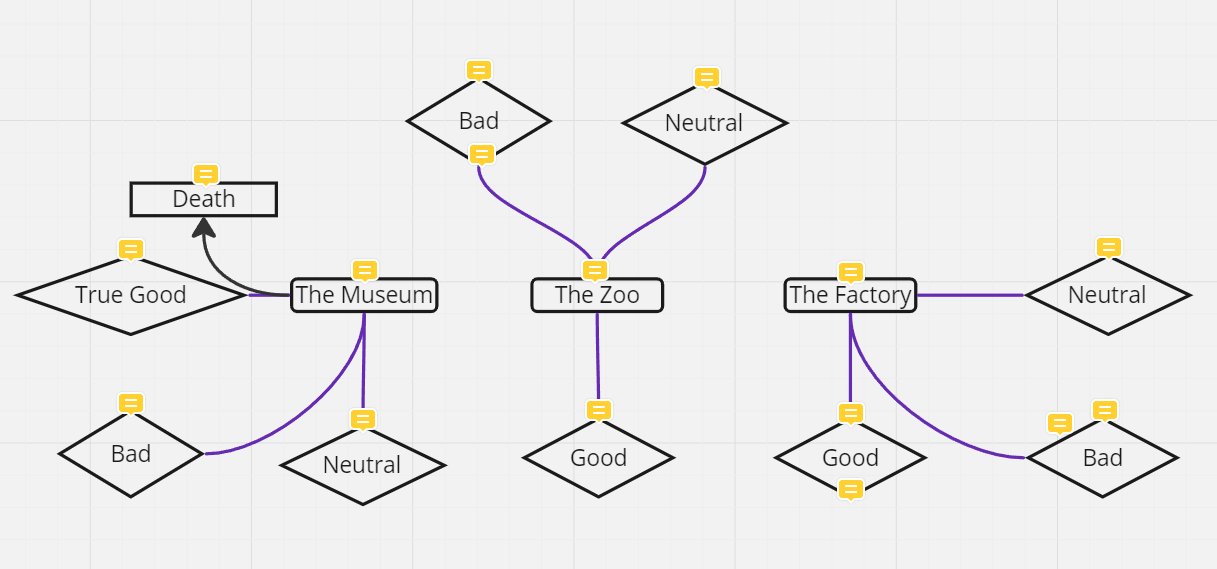 Bad
Neutral
Death
True Good
The Museum
The Zoo
The Factory
Neutral
Bad
Neutral
Good
Good
Bad